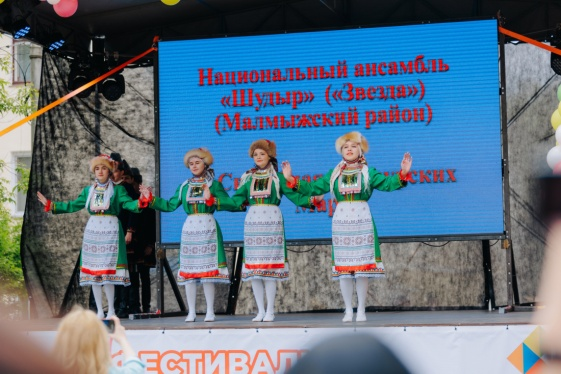 Национальный ансамбль
«Шудыр» («Звезда»)
(Малмыжский район)
ФЕСТИВАЛ